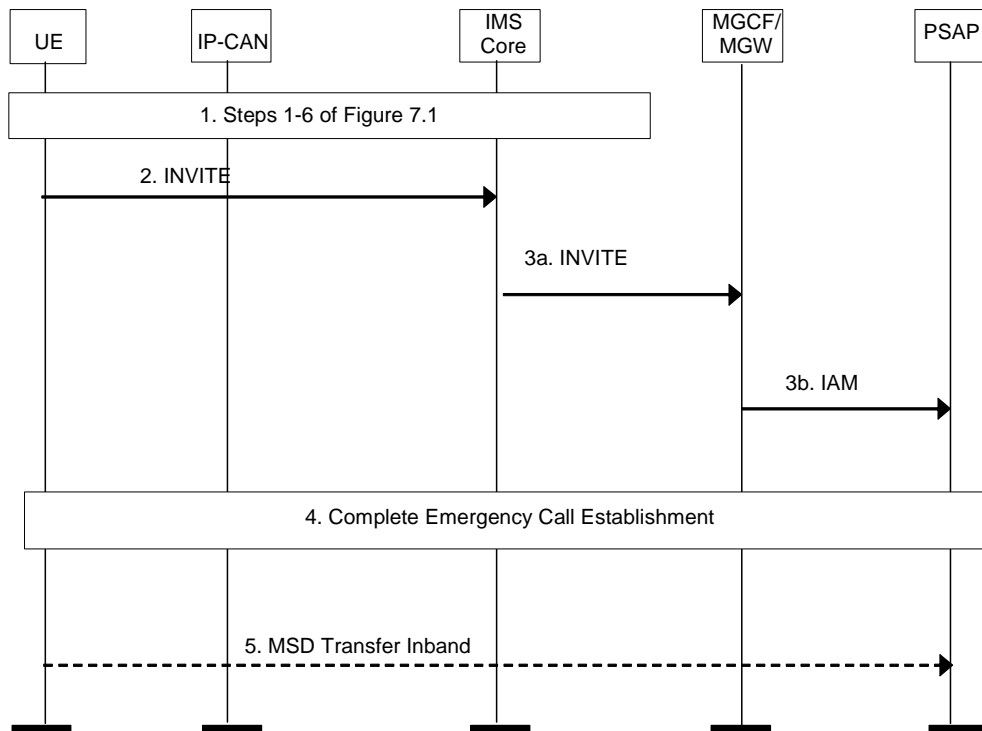 UE
IP-CAN
IMS
Core
MGCF/
MGW
PSAP
1. Steps 1-6 of Figure 7.1
2. INVITE
3a. INVITE
3b. IAM
4. Complete Emergency Call Establishment
5. MSD Transfer Inband